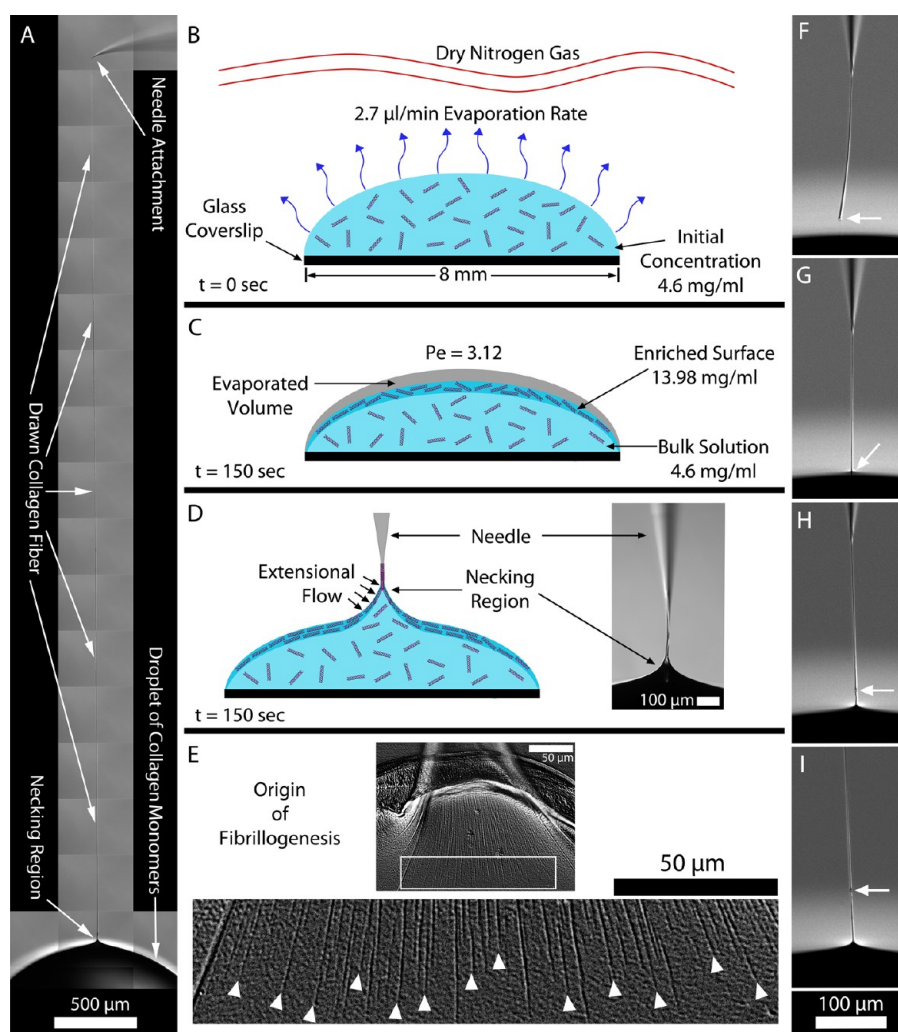 A
Needle Attachment
Drawn Collagen Fiber
Necking Region
Droplet of Collagen Monomers
500 µm
B
Dry Nitrogen Gas
2.7 µl/min Evaporation Rate
Glass
Coverslip
Initial
Concentration
4.6 mg/ml
8 mm
t = 0 sec
C
Pe = 3.12
Evaporated
Volume
Enriched Surface
13.98 mg/ml
Bulk Solution
4.6 mg/ml
t = 150 sec
D
Needle
Extensional
Flow
Necking
Region
100 µm
t = 150 sec
E
Origin
of
Fibrillogenesis
50 µm
50 µm
F
G
H
I
100 µm